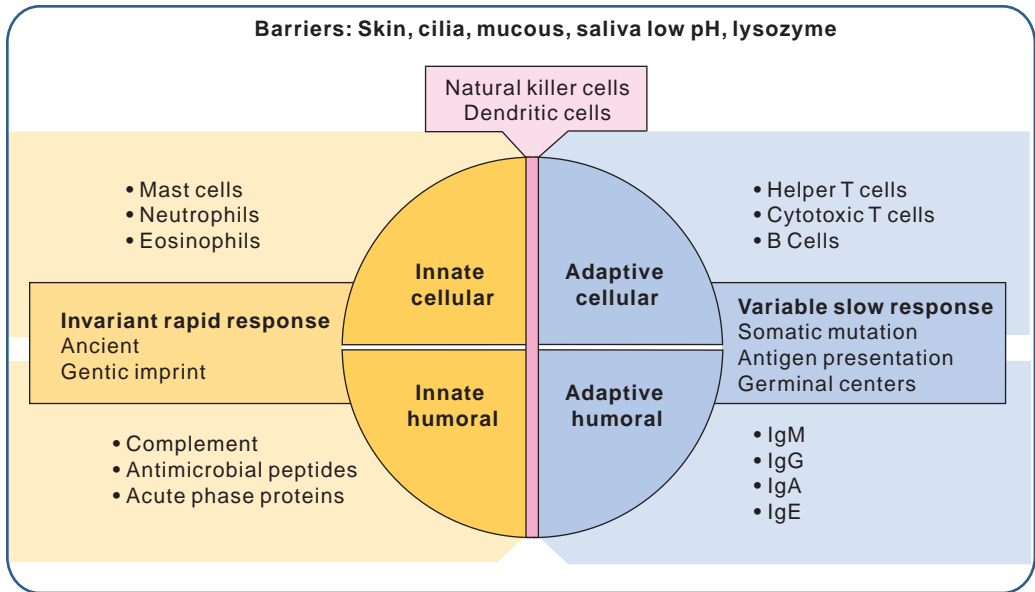 Barriers: Skin, cilia, mucous, saliva low pH, lysozyme
Natural killer cells
Dendritic cells
• Mast cells
• Neutrophils
• Eosinophils
• Helper T cells
• Cytotoxic T cells
• B Cells
Innate
cellular
Adaptive
cellular
Invariant rapid response
Ancient
Gentic imprint
Variable slow response
Somatic mutation
Antigen presentation
Germinal centers
Innate
humoral
Adaptive
humoral
• Complement
• Antimicrobial peptides
• Acute phase proteins
• IgM
• IgG
• IgA
• IgE